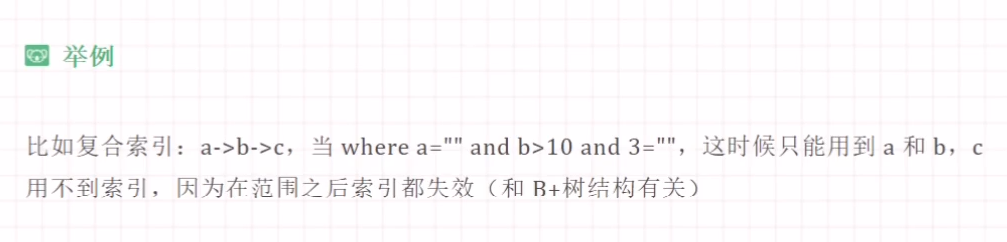 举例
比如复合索引：a->b->c，当 where a="" and b>10 and 3=""，这时候只能用到 a 和 b，c
用不到索引，因为在范围之后索引都失效（和 B+树结构有关）